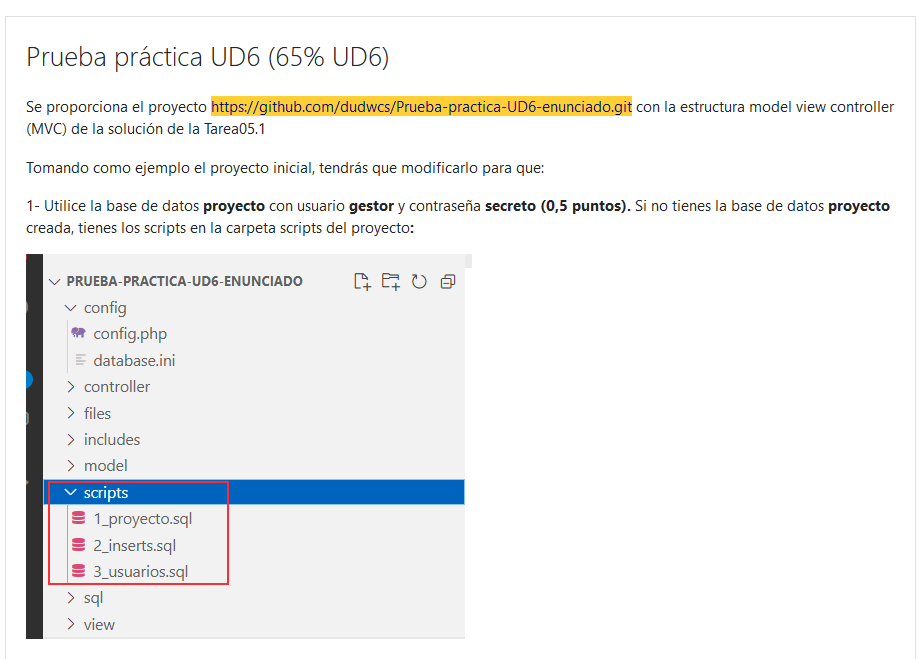 Prueba práctica UD6 (65% UD6)
Se proporciona el proyecto https://github.com/dudwcs/Prueba-practica-UD6-enunciado.git con la estructura model view controller
(MVC) de la solución de la Tarea05.1
Tomando como ejemplo el proyecto inicial, tendrás que modificarlo para que:
1- Utilice la base de datos proyecto con usuario gestor y contraseña secreto (0,5 puntos). Si no tienes la base de datos proyecto
creada, tienes los scripts en la carpeta scripts del proyecto:
PRUEBA-PRACTICA-UD6-ENUNCIADO
config
config.php
database.ini
controller
files
includes
model
scripts
1_proyecto.sql
2_inserts.sql
3_usuarios.sql
sql
view